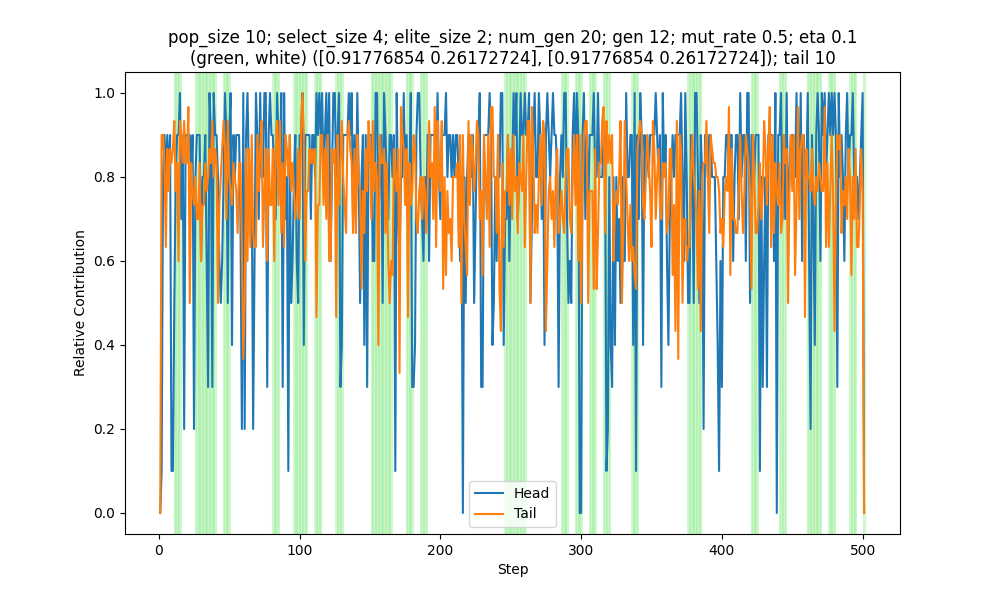 pop_size 10; select_size 4; elite_size 2; num_gen 20; gen 12; mut_rate 0.5; eta 0.1
(green, white) ([0.91776854 0.26172724], [0.91776854 0.26172724]); tail 10
Relative Contribution
1.0
0.8
0.6
0.4
0.2
0.0
Head
Tail
0
100
200
300
400
500
Step